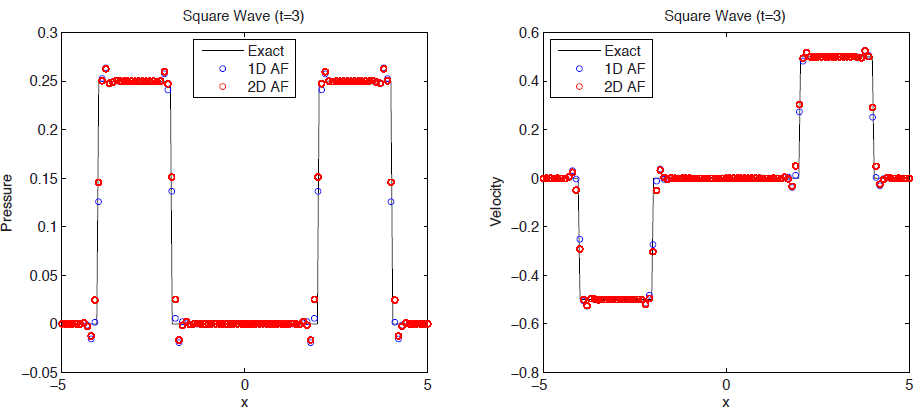 Square Wave (t=3)
0.3
0.25
0.2
0.15
0.1
0.05
0
−0.05
Pressure
Exact
1D AF
2D AF
−5
0
5
x
Square Wave (t=3)
0.6
0.4
0.2
0
−0.2
−0.4
−0.6
−0.8
Velocity
Exact
1D AF
2D AF
−5
0
5
x